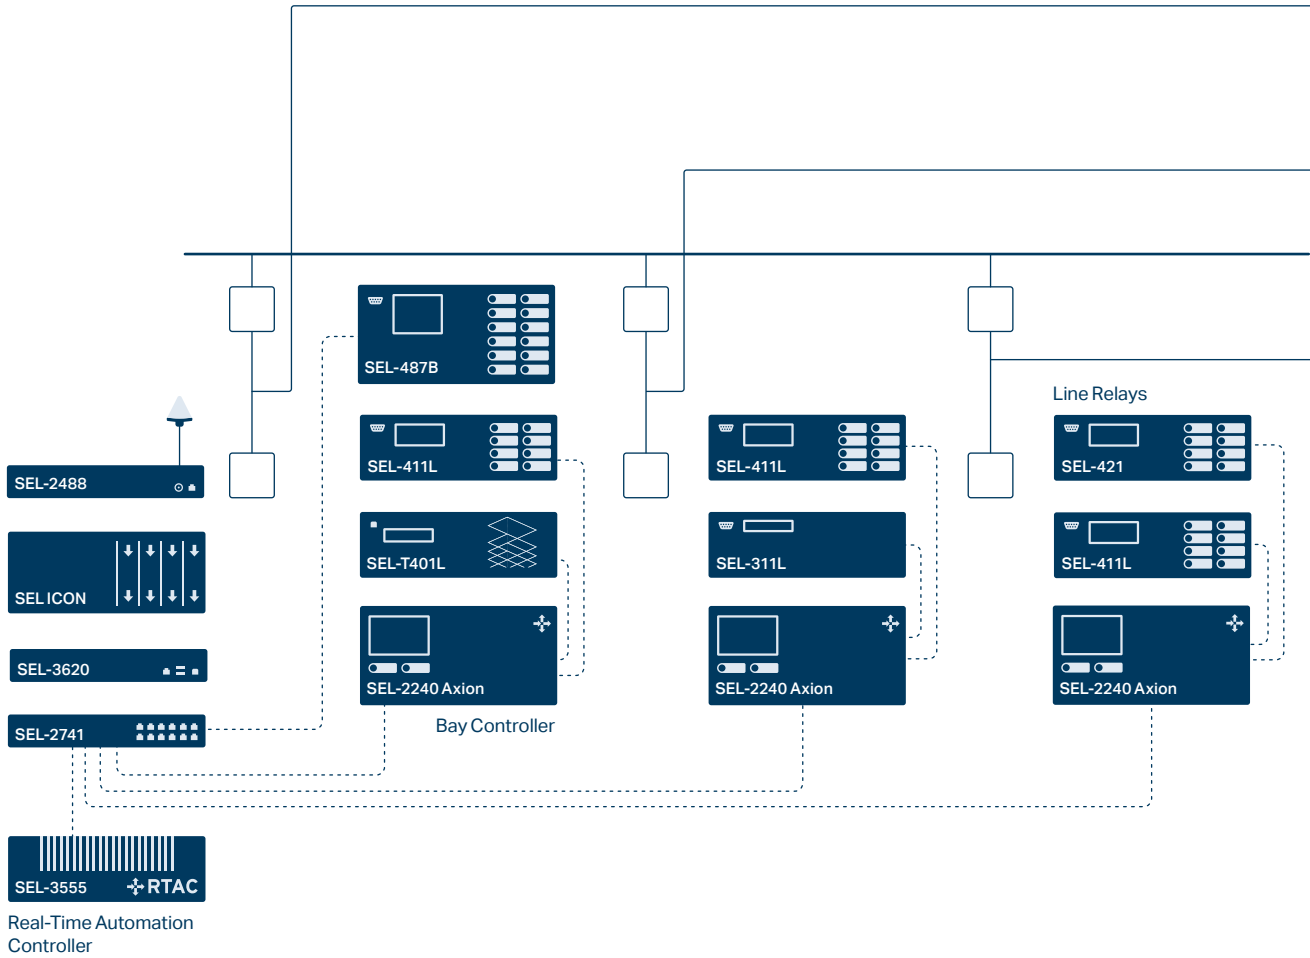 SEL-487B
Line Relays
SEL-2488
SEL-411L
SEL-411L
SEL-421
SEL ICON
SEL-T401L
SEL-311L
SEL-411L
SEL-3620
SEL-2240 Axion
SEL-2240 Axion
SEL-2240 Axion
SEL-2741
Bay Controller
SEL-3555
RTAC
Real-Time Automation
Controller